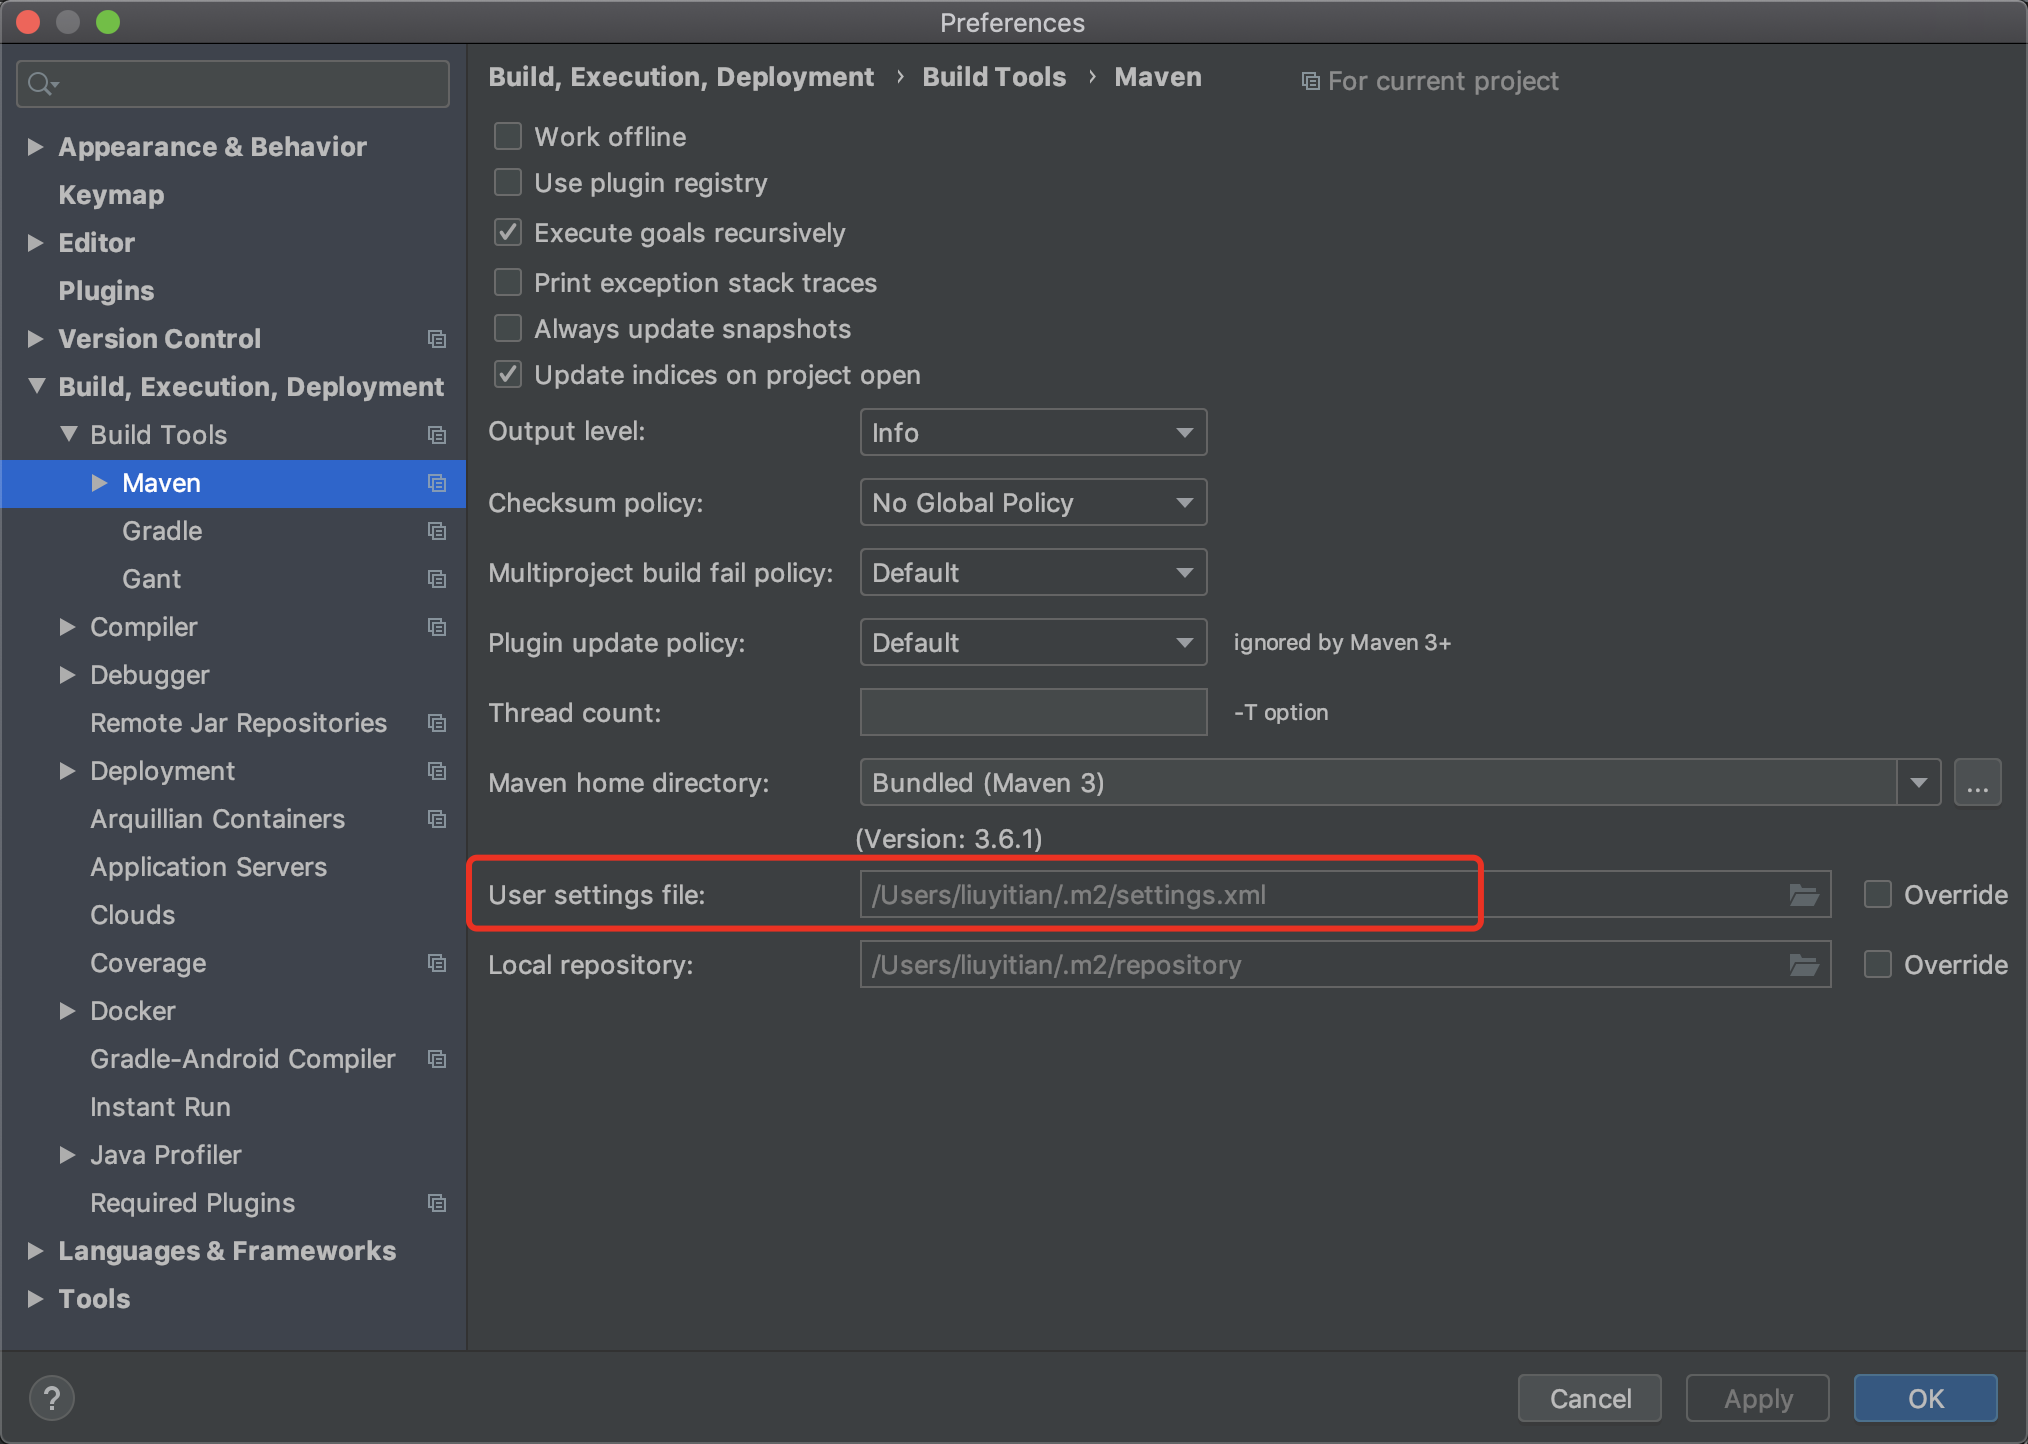 Preferences
Appearance & Behavior
Keymap
Editor
Plugins
Version Control
Build, Execution, Deployment
Build Tools
Maven
Gradle
Gant
Compiler
Debugger
Remote Jar Repositories
Deployment
Arquillian Containers
Application Servers
Clouds
Coverage
Docker
Gradle-Android Compiler
Instant Run
Java Profiler
Required Plugins
Languages & Frameworks
Tools
Build, Execution, Deployment › Build Tools › Maven For current project
Work offline
Use plugin registry
Execute goals recursively
Print exception stack traces
Always update snapshots
Update indices on project open
Output level: Info
Checksum policy: No Global Policy
Multiproject build fail policy: Default
Plugin update policy: Default ignored by Maven 3+
Thread count: -T option
Maven home directory: Bundled (Maven 3) ...
(Version: 3.6.1)
User settings file: /Users/liuyitian/.m2/settings.xml Override
Local repository: /Users/liuyitian/.m2/repository Override
? Cancel Apply OK